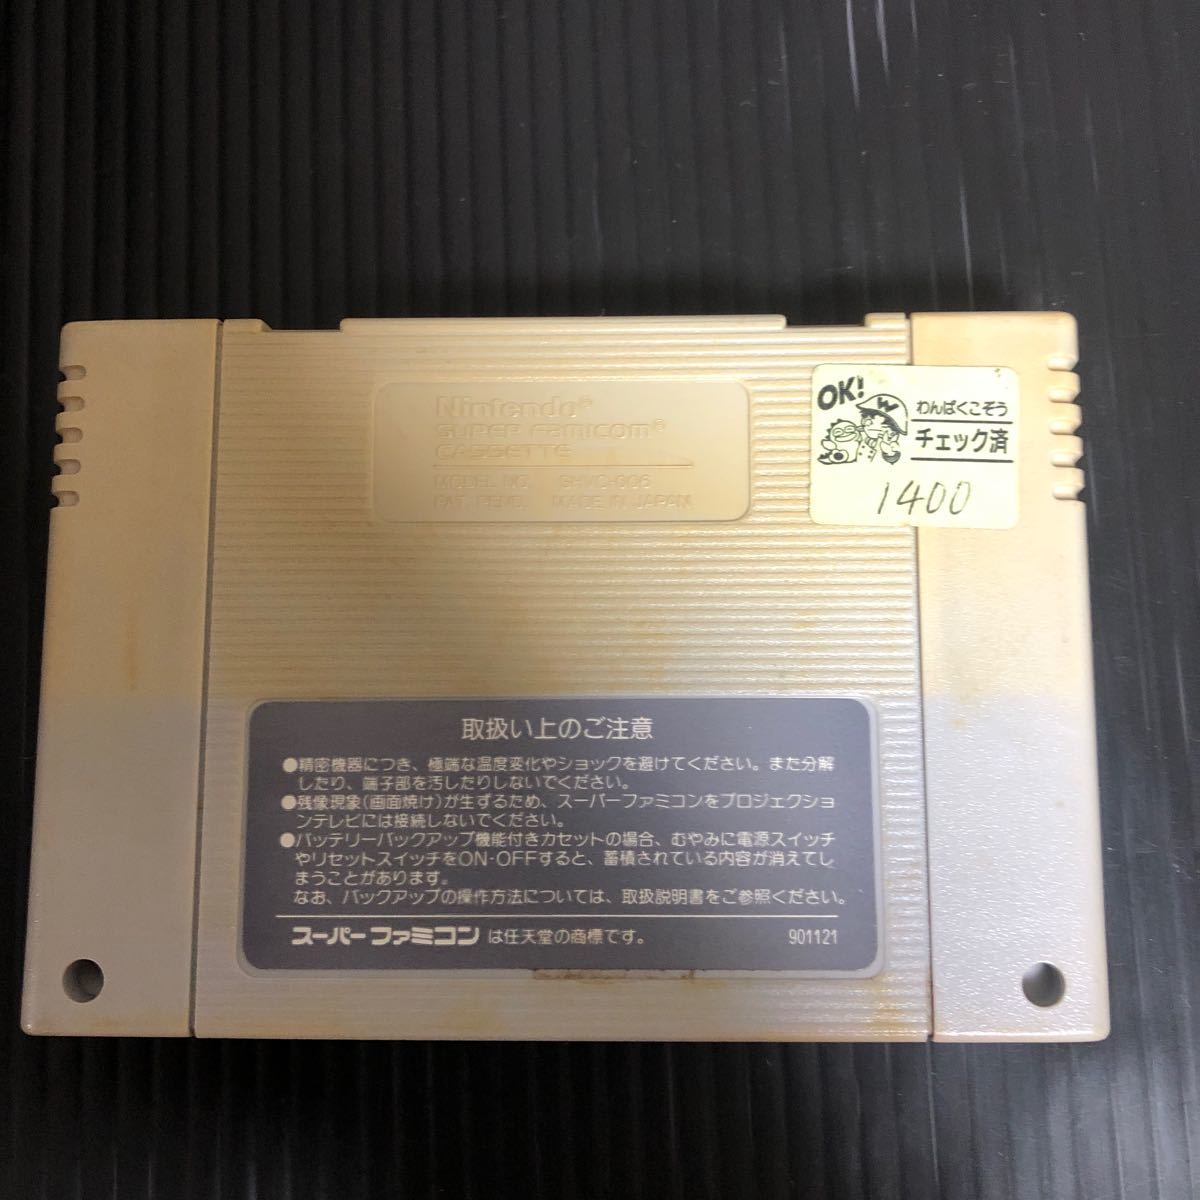 Nintendo®
SUPER FAMICOM®
CASSETTE
MODEL NO. SHVC-006
PAT. PEND. MADE IN JAPAN
OK!
わんぱくこぞう
チェック済
1400
取扱い上のご注意
●精密機器につき、極端な温度変化やショックを避けてください。また分解
したり、端子部を汚したりしないでください。
●残像現象(画面焼け)が生ずるため、スーパーファミコンをプロジェクショ
ンテレビには接続しないでください。
●バッテリーバックアップ機能付きカセットの場合、むやみに電源スイッチ
やリセットスイッチをON・OFFすると、蓄積されている内容が消えてし
まうことがあります。
なお、バックアップの操作方法については、取扱説明書をご参照ください。
スーパーファミコン は任天堂の商標です。 901121